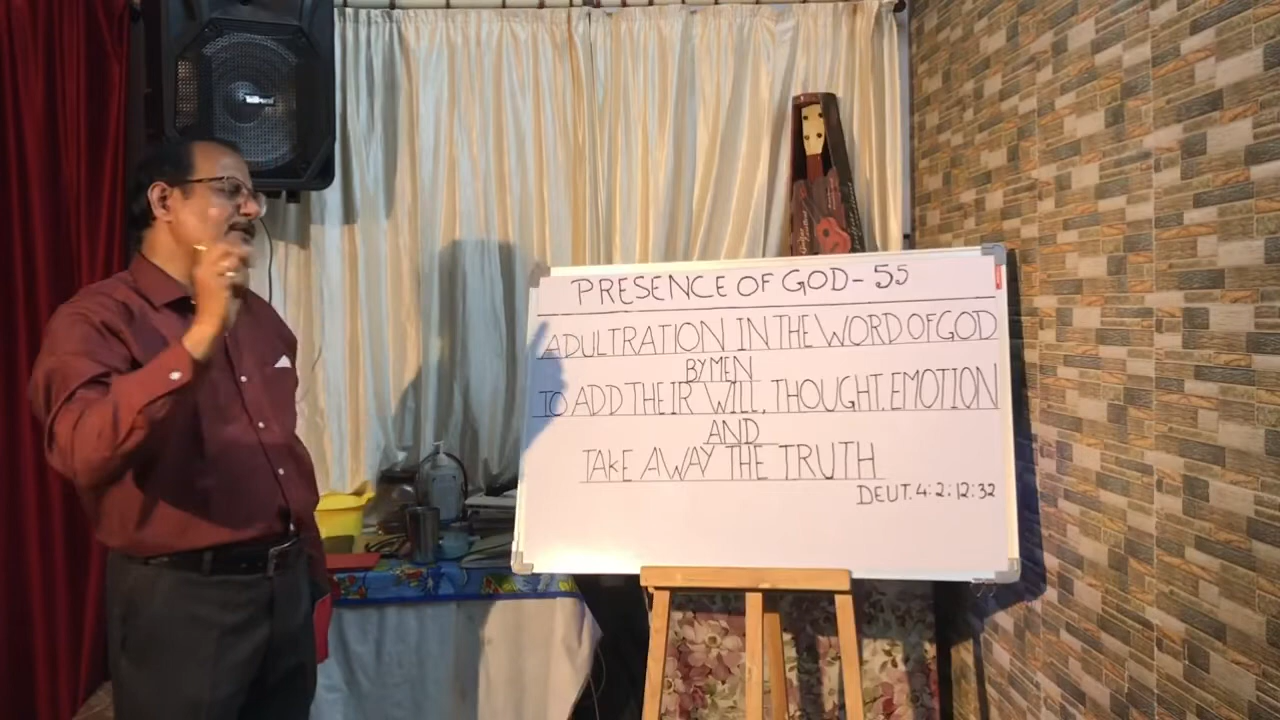 PRESENCE OF GOD - 55
ADULTRATION IN THE WORD OF GOD
BY MEN
TO ADD THEIR WILL, THOUGHT, EMOTION
AND
TAKE AWAY THE TRUTH
DEUT. 4:2:12:32